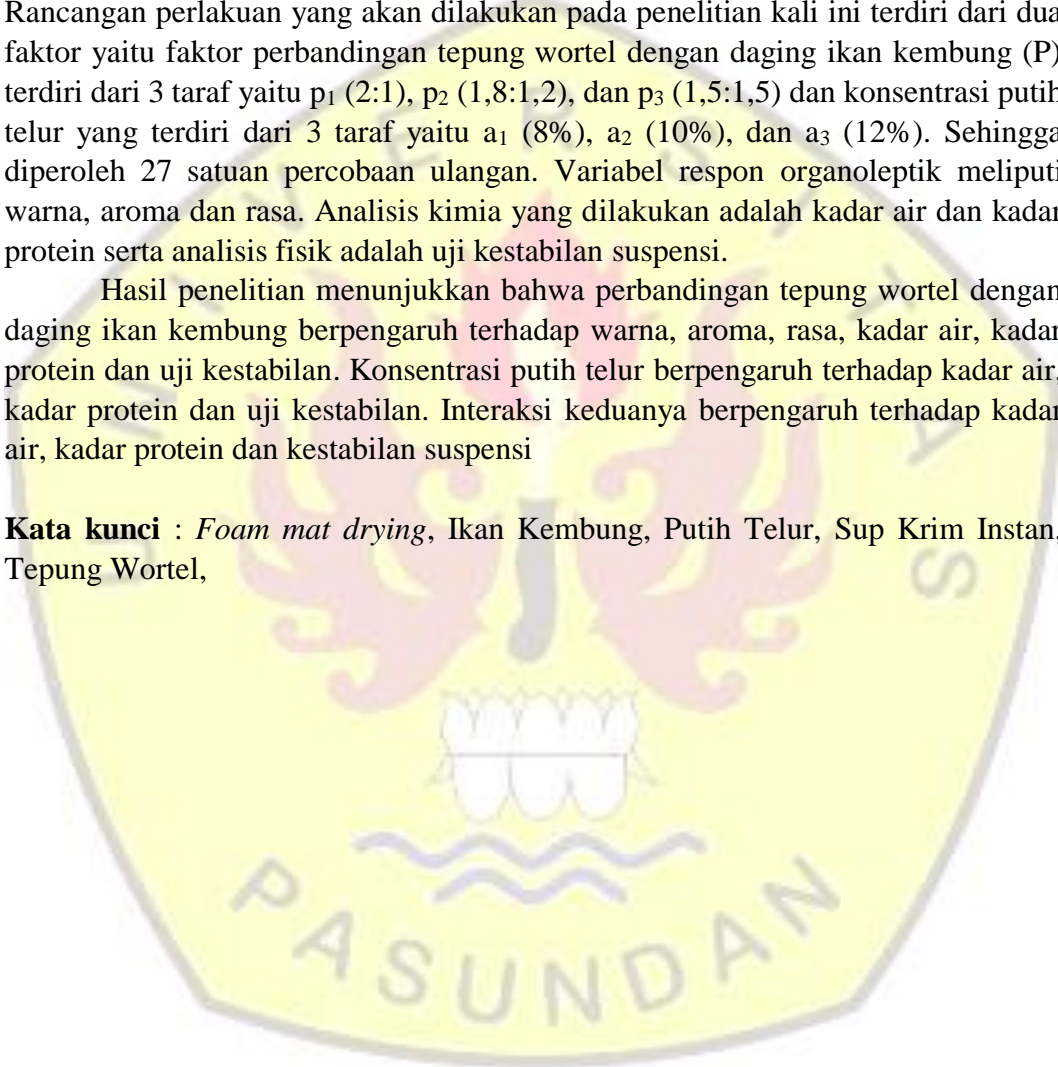 Rancangan perlakuan yang akan dilakukan pada penelitian kali ini terdiri dari dua
faktor yaitu faktor perbandingan tepung wortel dengan daging ikan kembung (P)
terdiri dari 3 taraf yaitu p₁ (2:1), p₂ (1,8:1,2), dan p₃ (1,5:1,5) dan konsentrasi putih
telur yang terdiri dari 3 taraf yaitu a₁ (8%), a₂ (10%), dan a₃ (12%). Sehingga
diperoleh 27 satuan percobaan ulangan. Variabel respon organoleptik meliputi
warna, aroma dan rasa. Analisis kimia yang dilakukan adalah kadar air dan kadar
protein serta analisis fisik adalah uji kestabilan suspensi.
Hasil penelitian menunjukkan bahwa perbandingan tepung wortel dengan
daging ikan kembung berpengaruh terhadap warna, aroma, rasa, kadar air, kadar
protein dan uji kestabilan. Konsentrasi putih telur berpengaruh terhadap kadar air,
kadar protein dan uji kestabilan. Interaksi keduanya berpengaruh terhadap kadar
air, kadar protein dan kestabilan suspensi
Kata kunci : Foam mat drying, Ikan Kembung, Putih Telur, Sup Krim Instan,
Tepung Wortel,
UNIVERSITAS
PASUNDAN